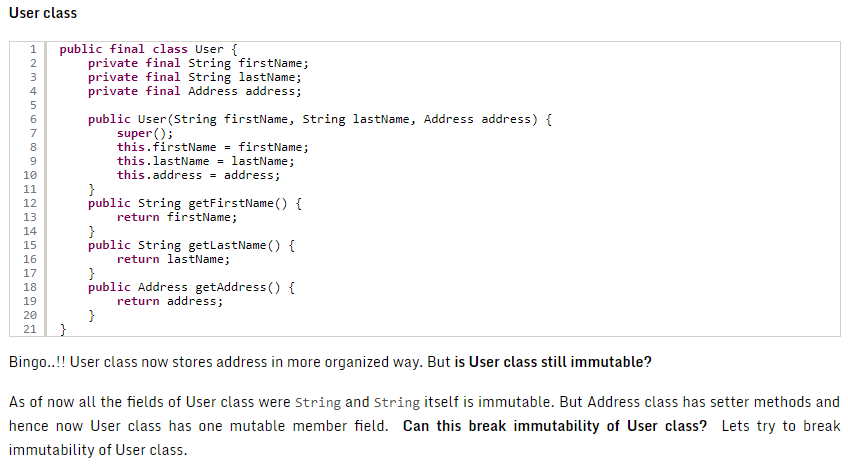 User class
1 public final class User {
2 private final String firstName;
3 private final String lastName;
4 private final Address address;
5
6 public User(String firstName, String lastName, Address address) {
7 super();
8 this.firstName = firstName;
9 this.lastName = lastName;
10 this.address = address;
11 }
12 public String getFirstName() {
13 return firstName;
14 }
15 public String getLastName() {
16 return lastName;
17 }
18 public Address getAddress() {
19 return address;
20 }
21 }
Bingo..!! User class now stores address in more organized way. But is User class still immutable?
As of now all the fields of User class were String and String itself is immutable. But Address class has setter methods and
hence now User class has one mutable member field. Can this break immutability of User class? Lets try to break
immutability of User class.